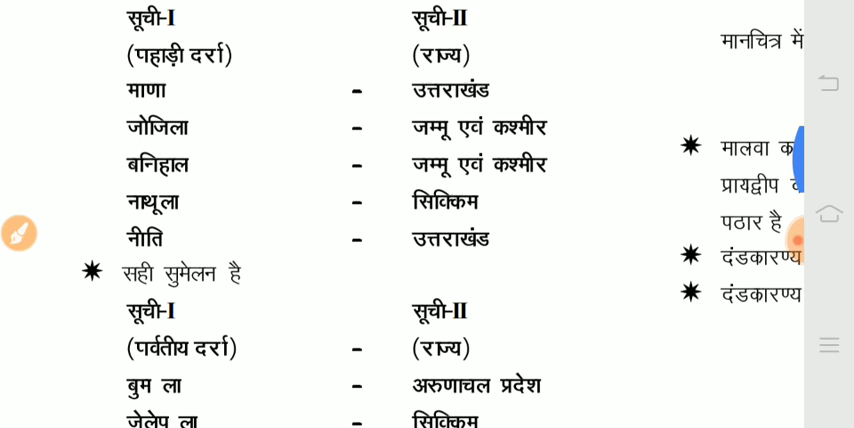 सूची-I - सूची-II
(पहाड़ी दर्रा) (राज्य)
माणा - उत्तराखंड
जोजिला - जम्मू एवं कश्मीर
बनिहाल - जम्मू एवं कश्मीर
नाथूला - सिक्किम
नीति - उत्तराखंड
✷ सही सुमेलन है
सूची-I सूची-II
(पर्वतीय दर्रा) - (राज्य)
बुम ला - अरुणाचल प्रदेश
जेलेप ला - सिक्किम
मानचित्र में
✷ मालवा
प्रायद्वीप
पठार है
✷ दंडकारण्य
✷ दंडकारण्य